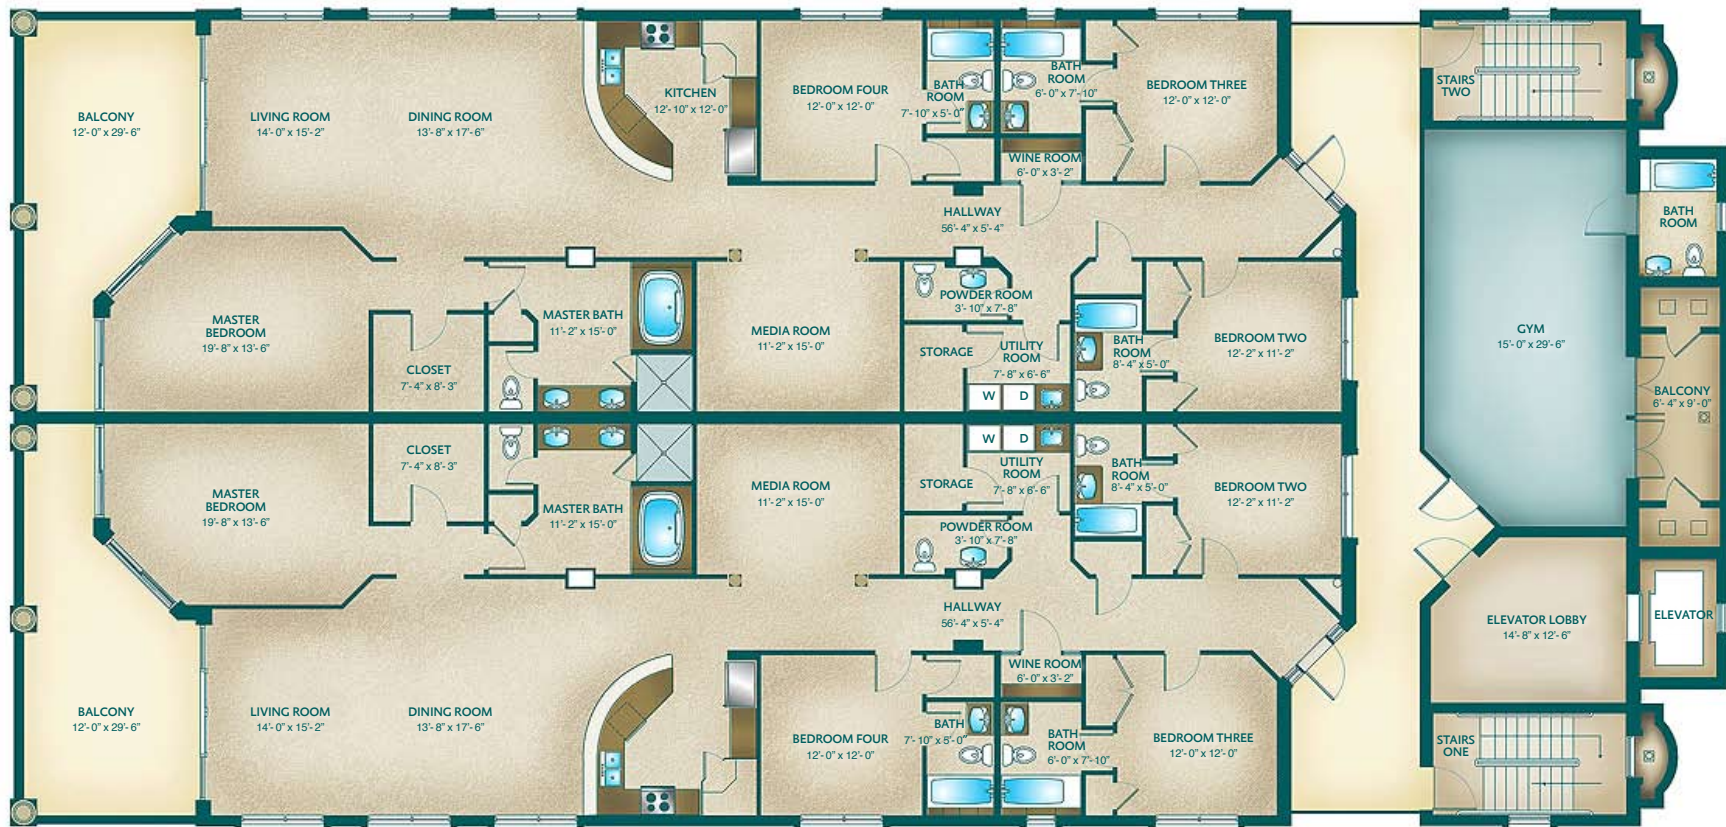 BALCONY
12'- 0" x 29'- 6"
LIVING ROOM
14'- 0" x 15'- 2"
DINING ROOM
13'- 8" x 17'- 6"
KITCHEN
12'- 10" x 12'- 0"
BEDROOM FOUR
12'- 0" x 12'- 0"
BATH
ROOM
7'- 10" x 5'- 0"
BATH
ROOM
6'- 0" x 7'- 10"
BEDROOM THREE
12'- 0" x 12'- 0"
STAIRS
TWO
WINE ROOM
6'- 0" x 3'- 2"
HALLWAY
56'- 4" x 5'- 4"
BATH
ROOM
MASTER
BEDROOM
19'- 8" x 13'- 6"
CLOSET
7'- 4" x 8'- 3"
MASTER BATH
11'- 2" x 15'- 0"
MEDIA ROOM
11'- 2" x 15'- 0"
POWDER ROOM
3'- 10" x 7'- 8"
STORAGE
UTILITY
ROOM
7'- 8" x 6'- 6"
W
D
BATH
ROOM
8'- 4" x 5'- 0"
BEDROOM TWO
12'- 2" x 11'- 2"
GYM
15'- 0" x 29'- 6"
BALCONY
6'- 4" x 9'- 0"
MASTER
BEDROOM
19'- 8" x 13'- 6"
CLOSET
7'- 4" x 8'- 3"
MASTER BATH
11'- 2" x 15'- 0"
MEDIA ROOM
11'- 2" x 15'- 0"
W
D
STORAGE
UTILITY
ROOM
7'- 8" x 6'- 6"
POWDER ROOM
3'- 10" x 7'- 8"
BATH
ROOM
8'- 4" x 5'- 0"
BEDROOM TWO
12'- 2" x 11'- 2"
HALLWAY
56'- 4" x 5'- 4"
ELEVATOR LOBBY
14'- 8" x 12'- 6"
ELEVATOR
WINE ROOM
6'- 0" x 3'- 2"
BALCONY
12'- 0" x 29'- 6"
LIVING ROOM
14'- 0" x 15'- 2"
DINING ROOM
13'- 8" x 17'- 6"
BEDROOM FOUR
12'- 0" x 12'- 0"
BATH
7'- 10" x 5'- 0"
BATH
ROOM
6'- 0" x 7'- 10"
BEDROOM THREE
12'- 0" x 12'- 0"
STAIRS
ONE